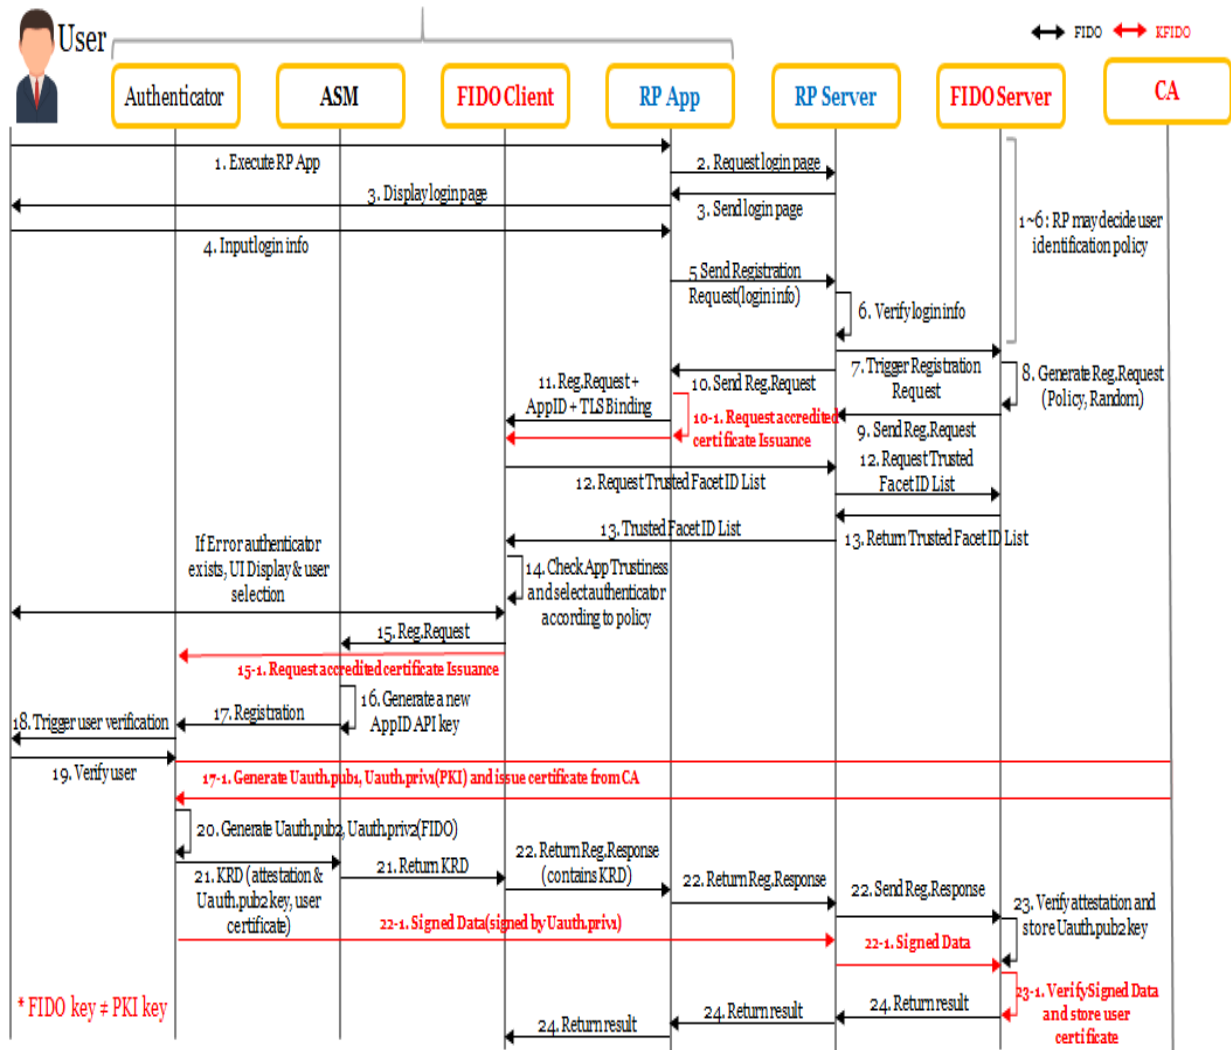 User
FIDO
KFIDO
Authenticator
ASM
FIDO Client
RP App
RP Server
FIDO Server
CA
1. Execute RP App
2. Request login page
3. Display login page
3. Send login page
1~6 : RP may decide user
identification policy
4. Input login info
5 Send Registration
Request(login info)
6. Verify login info
7. Trigger Registration
Request
8. Generate Reg.Request
(Policy, Random)
9. Send Reg.Request
10. Send Reg.Request
11. Reg.Request +
AppID + TLS Binding
10-1. Request accredited
certificate Issuance
12. Request Trusted Facet ID List
12. Request Trusted
Facet ID List
13. Trusted Facet ID List
13. Return Trusted Facet ID List
If Error authenticator
exists, UI Display & user
selection
14. Check App Trustiness
and select authenticator
according to policy
15. Reg.Request
15-1. Request accredited certificate Issuance
16. Generate a new
AppID API key
17. Registration
18. Trigger user verification
19. Verify user
17-1. Generate Uauth.pub1, Uauth.priv1(PKI) and issue certificate from CA
20. Generate Uauth.pub2, Uauth.priv2(FIDO)
21. KRD (attestation &
Uauth.pub2 key, user
certificate)
21. Return KRD
22. Return Reg.Response
(contains KRD)
22. Return Reg.Response
22. Send Reg.Response
23. Verify attestation and
store Uauth.pub2 key
22-1. Signed Data(signed by Uauth.priv1)
22-1. Signed Data
23-1. Verify Signed Data
and store user
certificate
24. Return result
24. Return result
24. Return result
* FIDO key ≠ PKI key